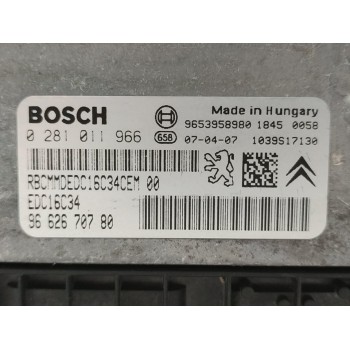 BOSCH
Made in Hungary
9653958980 1845 0058
0 281 011 966
658
07-04-07 1039S17130
RBCMMDEDC16C34CEM 00
EDC16C34
96 626 707 80